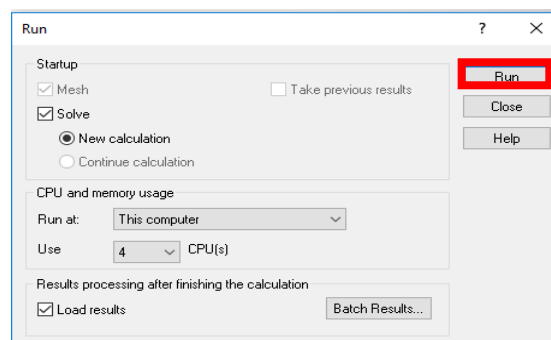 Run ?
Startup
Mesh Take previous results
Solve
New calculation
Continue calculation
CPU and memory usage
Run at: This computer
Use 4 CPU(s)
Results processing after finishing the calculation
Load results Batch Results...
Run
Close
Help